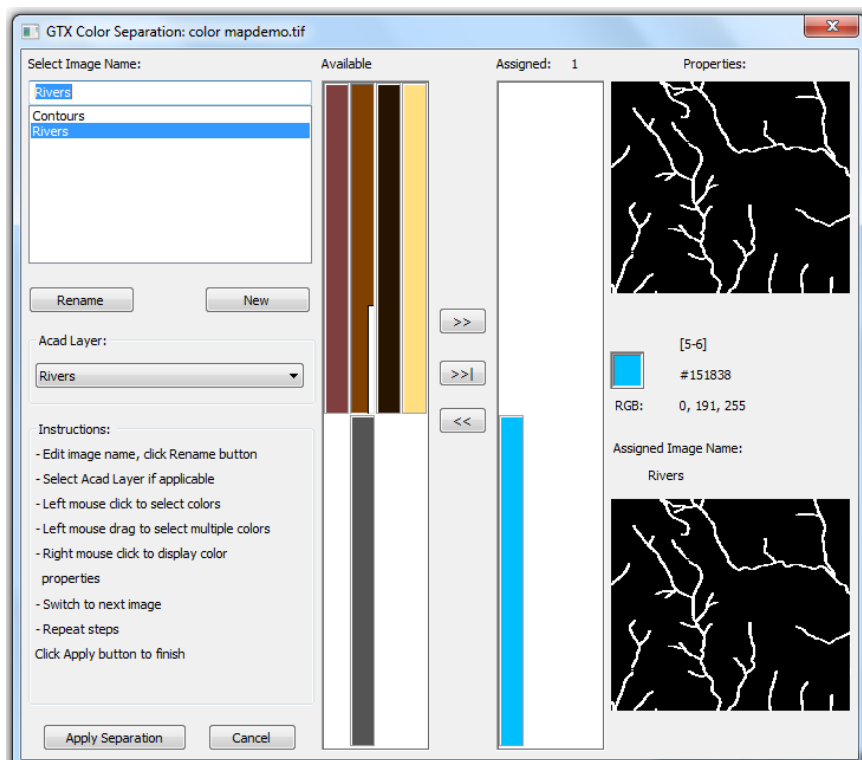 GTX Color Separation: color mapdemo.tif
Select Image Name:
Available
Assigned: 1
Properties:
Rivers
Contours
Rivers
Rename
New
>>
Acad Layer:
[5-6]
Rivers
>>|
#151838
RGB: 0, 191, 255
<<
Instructions:
- Edit image name, click Rename button
- Select Acad Layer if applicable
- Left mouse click to select colors
- Left mouse drag to select multiple colors
- Right mouse click to display color
properties
- Switch to next image
- Repeat steps
Click Apply button to finish
Assigned Image Name:
Rivers
Apply Separation
Cancel